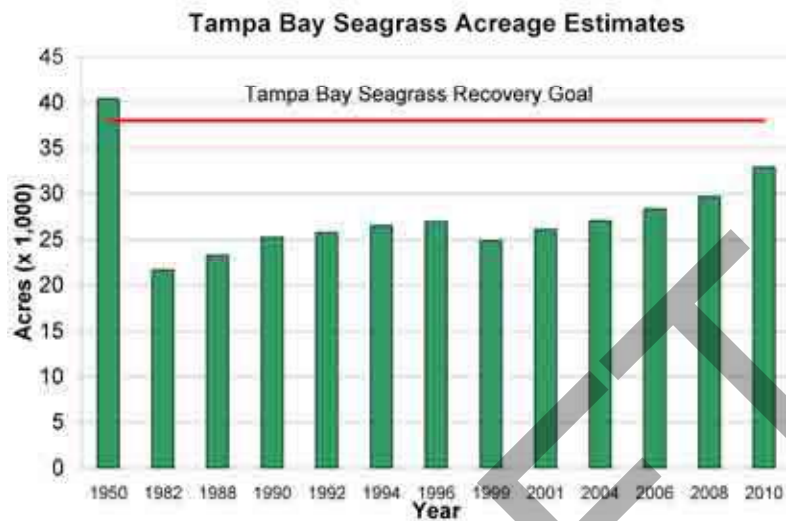 Tampa Bay Seagrass Acreage Estimates
45
Tampa Bay Seagrass Recovery Goal
40
35
30
25
20
15
10
5
0
Acres (x 1,000)
1950 1982 1988 1990 1992 1994 1996 1999 2001 2004 2006 2008 2010
Year